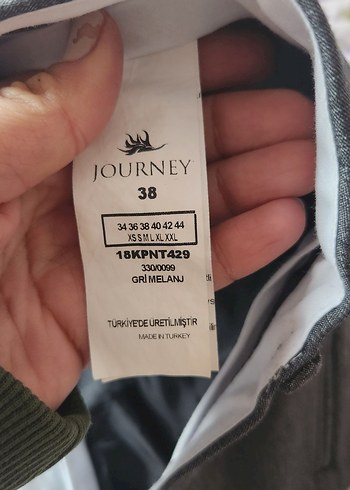 JOURNEY
38
34 36 38 40 42 44
XS S M L XL XXL
18KPNT429
330/0099
GRİ MELANJ
TÜRKİYE'DE ÜRETİLMİŞTİR
MADE IN TURKEY